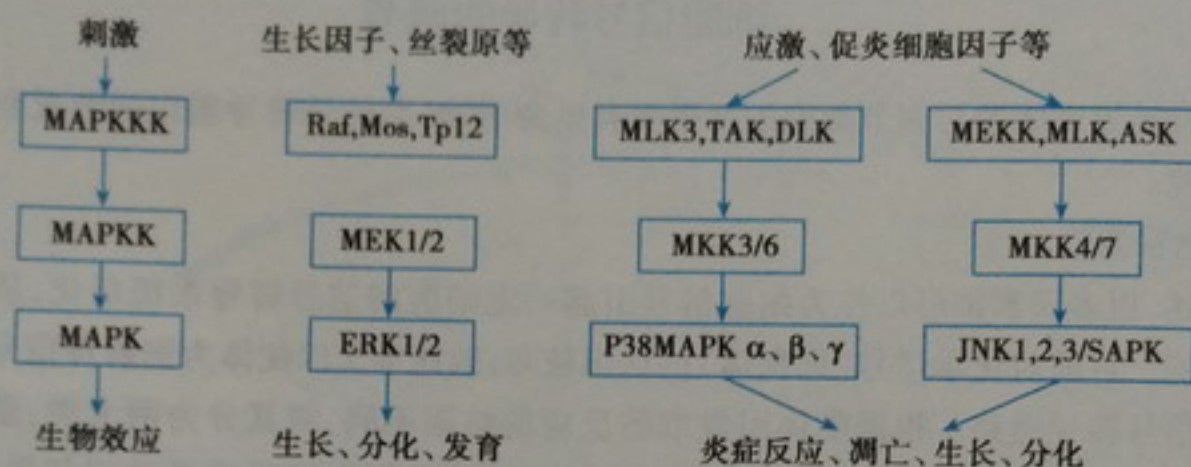 刺激 生长因子、丝裂原等 应激、促炎细胞因子等
MAPKKK Raf,Mos,Tp12 MLK3,TAK,DLK MEKK,MLK,ASK
MAPKK MEK1/2 MKK3/6 MKK4/7
MAPK ERK1/2 P38MAPK α、β、γ JNK1,2,3/SAPK
生物效应 生长、分化、发育 炎症反应、凋亡、生长、分化